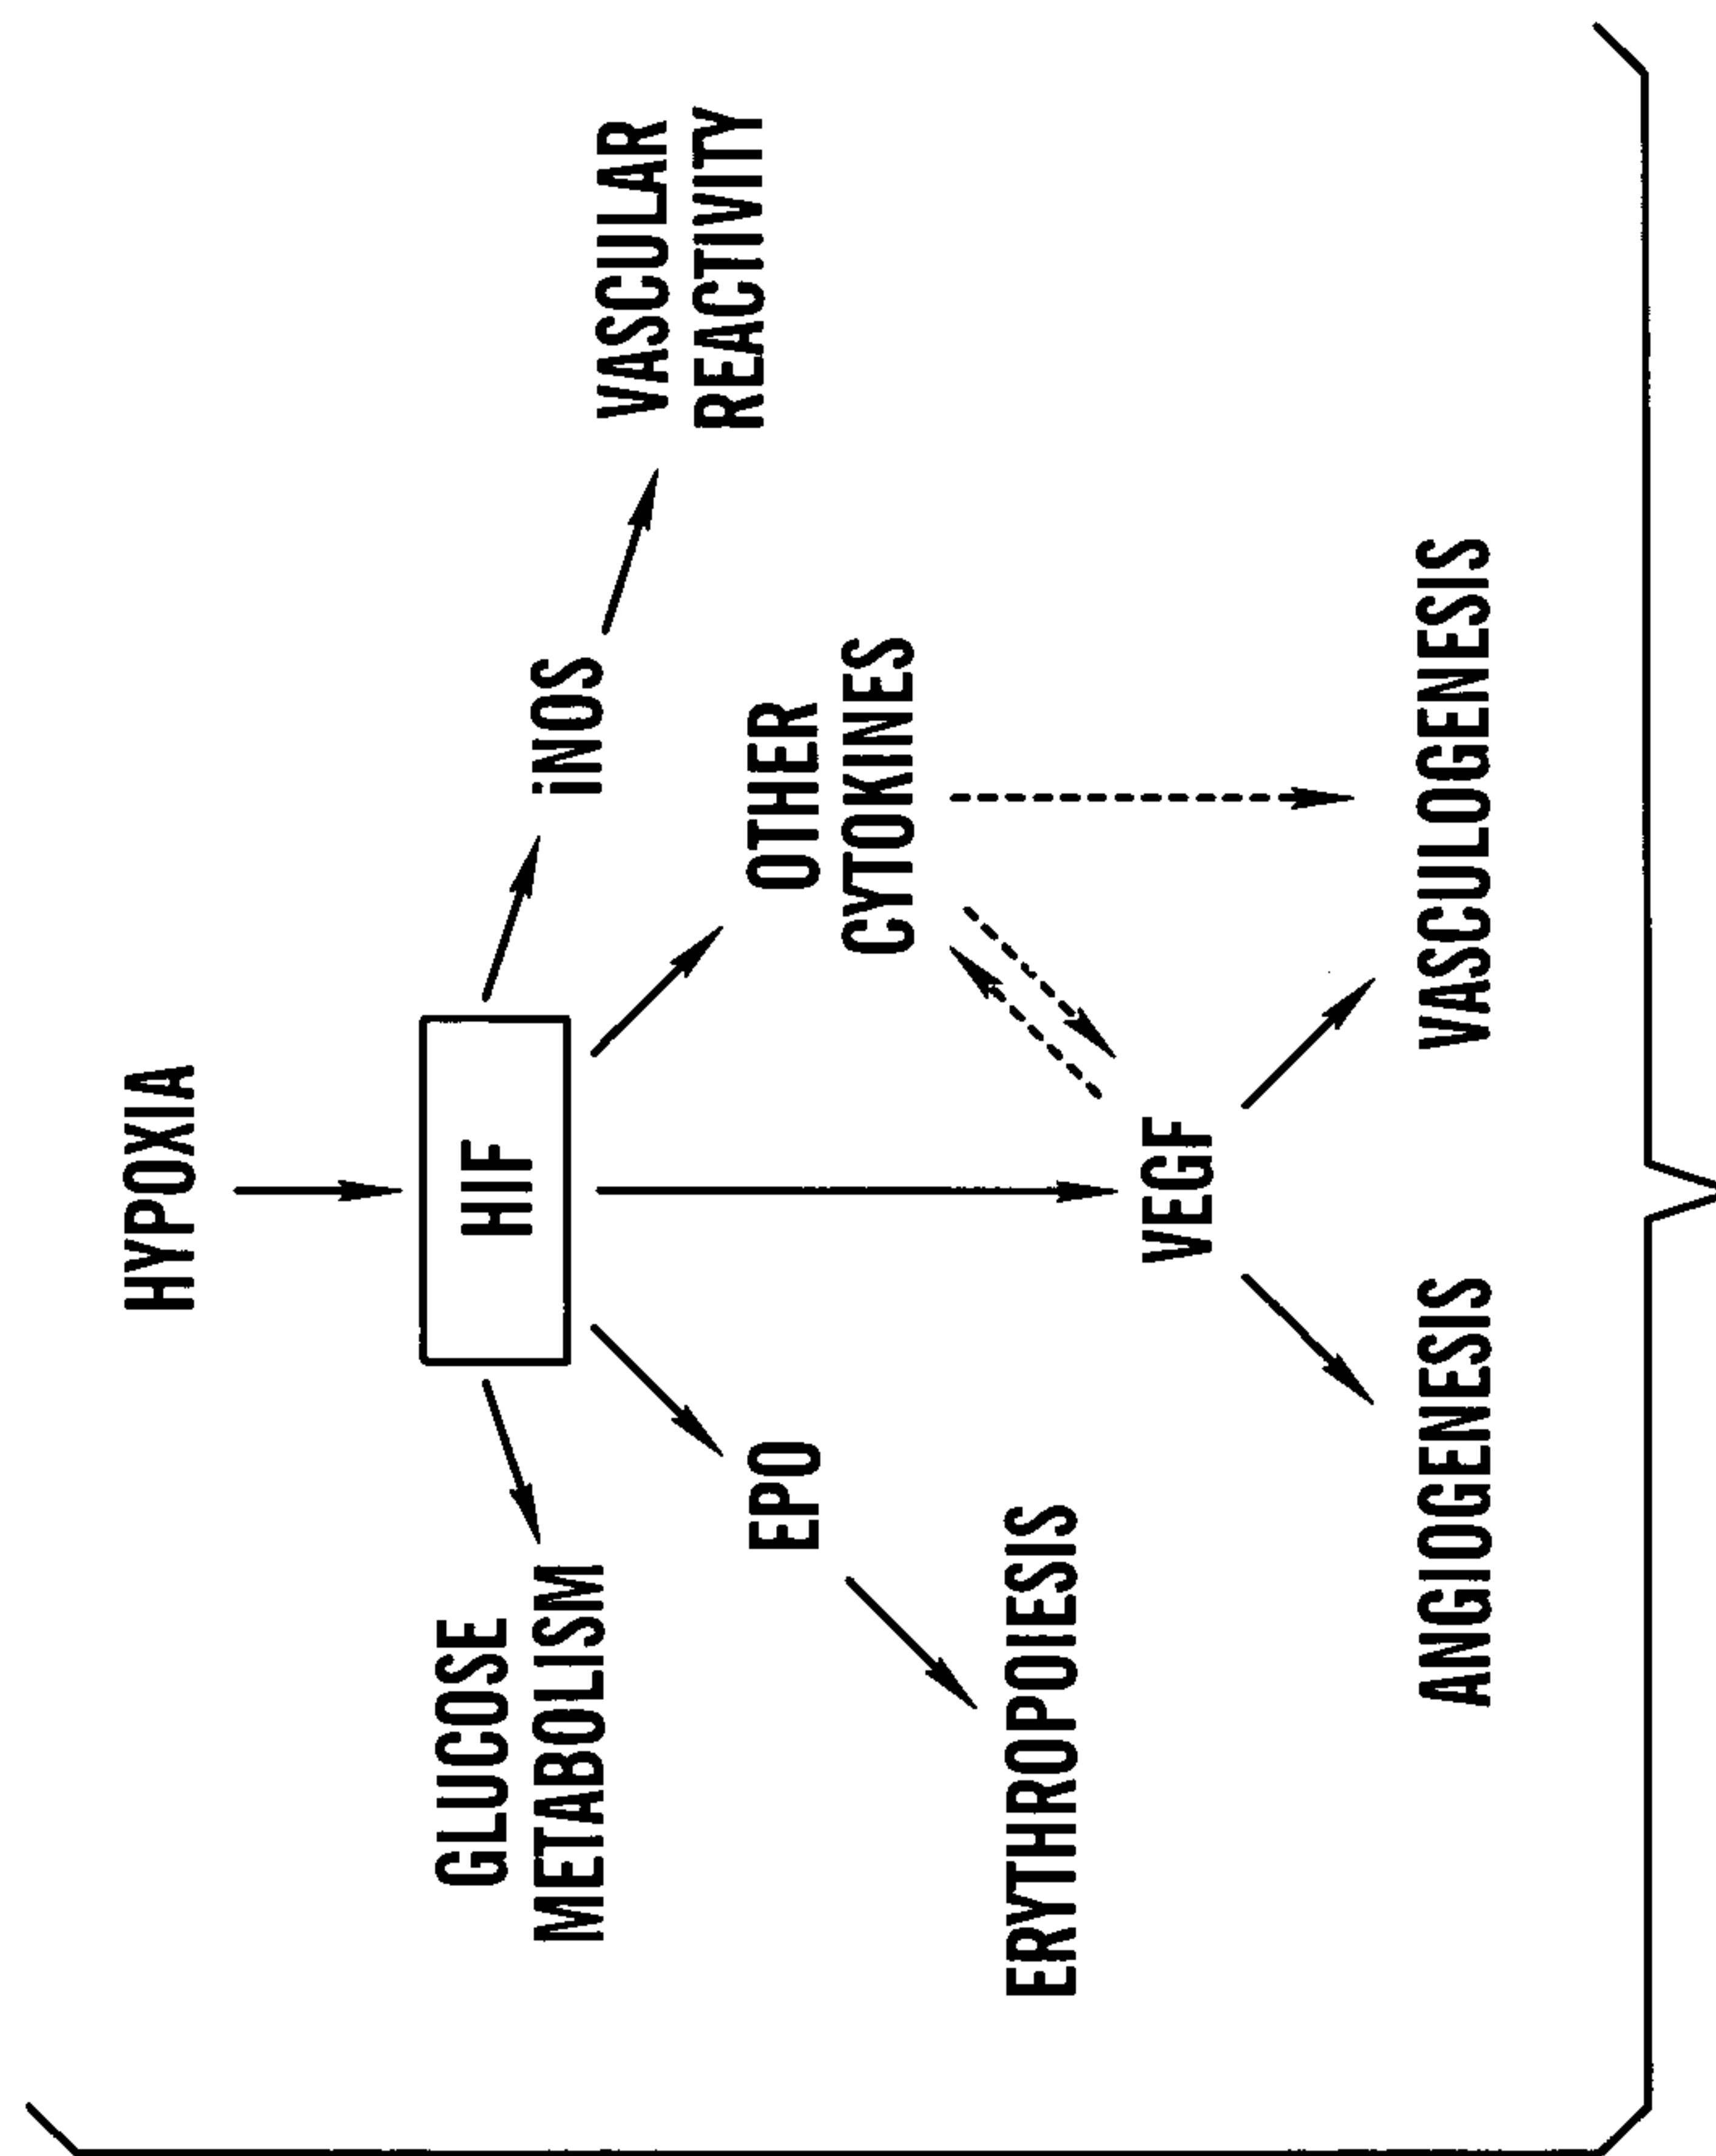 HYPOXIA
HIF
GLUCOSE
METABOLISM
iNOS
VASCULAR
REACTIVITY
EPO
OTHER
CYTOKINES
ERYTHROPOIESIS
VEGF
ANGIOGENESIS
VASCULOGENESIS